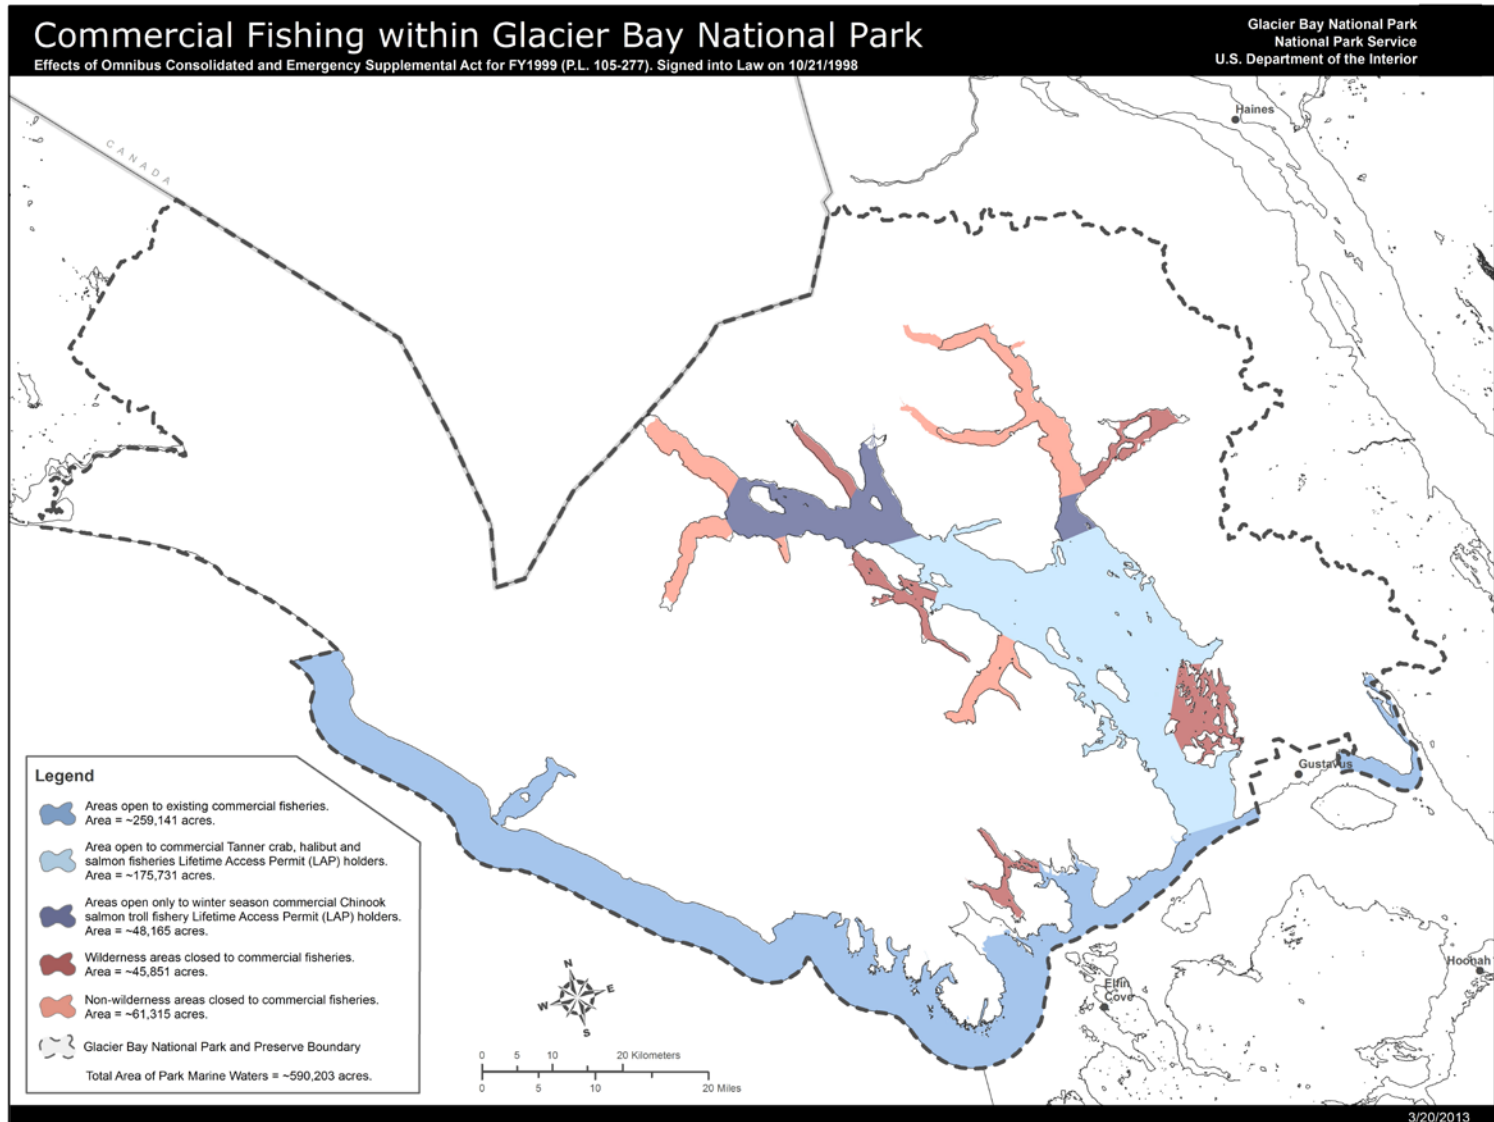 Commercial Fishing within Glacier Bay National Park
Effects of Omnibus Consolidated and Emergency Supplemental Act for FY1999 (P.L. 105-277). Signed into Law on 10/21/1998
Glacier Bay National Park
National Park Service
U.S. Department of the Interior
CANADA
Haines
Gustavus
Hoonah
Elfin
Cove
Legend
Areas open to existing commercial fisheries.
Area = ~259,141 acres.
Area open to commercial Tanner crab, halibut and
salmon fisheries Lifetime Access Permit (LAP) holders.
Area = ~175,731 acres.
Areas open only to winter season commercial Chinook
salmon troll fishery Lifetime Access Permit (LAP) holders.
Area = ~48,165 acres.
Wilderness areas closed to commercial fisheries.
Area = ~45,851 acres.
Non-wilderness areas closed to commercial fisheries.
Area = ~61,315 acres.
Glacier Bay National Park and Preserve Boundary
Total Area of Park Marine Waters = ~590,203 acres.
N
W
E
S
0 5 10 20 Kilometers
0 5 10 20 Miles
3/20/2013